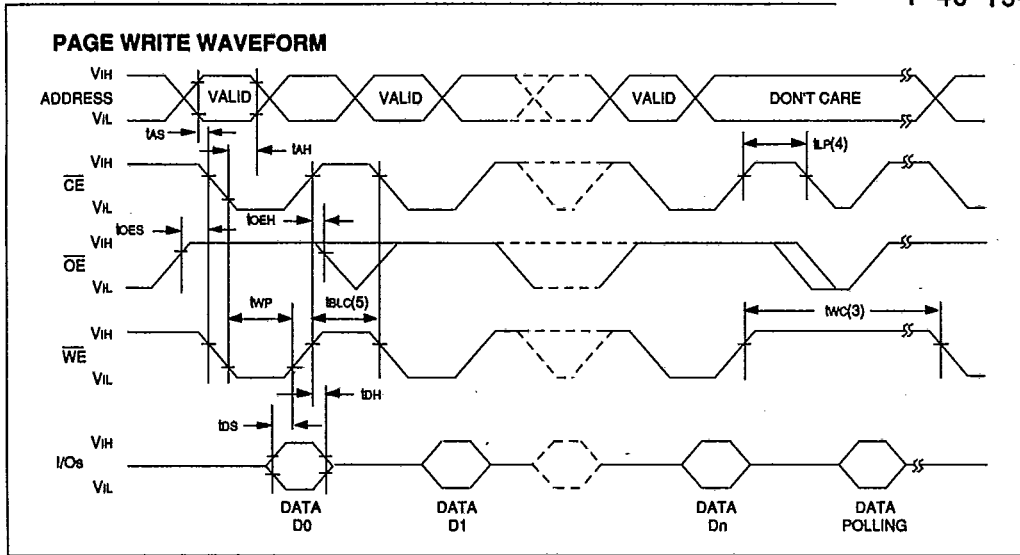 PAGE WRITE WAVEFORM
VIH
ADDRESS
VIL
VALID
VALID
VALID
DON'T CARE
tAS
tAH
tLP(4)
VIH
CE
VIL
tOES
tOEH
VIH
OE
VIL
tWP
tBLC(5)
tWC(3)
VIH
WE
VIL
tDS
tDH
VIH
I/Os
VIL
DATA
D0
DATA
D1
DATA
Dn
DATA
POLLING